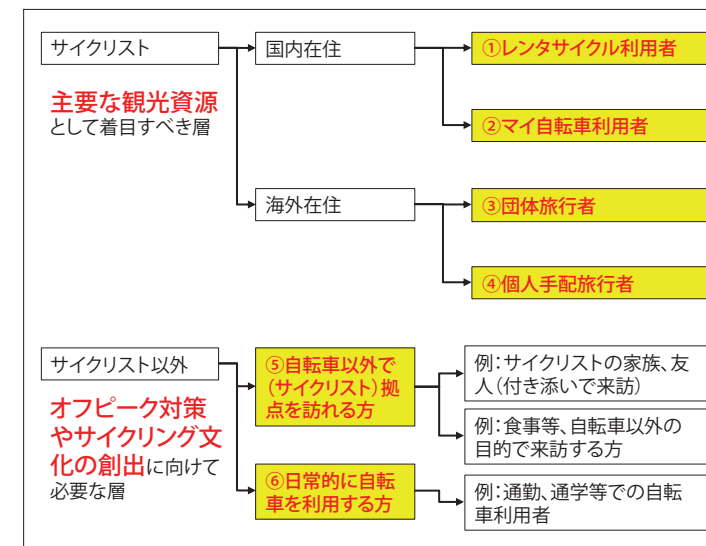 サイクリスト
国内在住
①レンタサイクル利用者
主要な観光資源
として着目すべき層
②マイ自転車利用者
海外在住
③団体旅行者
④個人手配旅行者
サイクリスト以外
⑤自転車以外で
(サイクリスト)拠
点を訪れる方
例:サイクリストの家族、友
人(付き添いで来訪)
オフピーク対策
やサイクリング文
化の創出に向けて
必要な層
例:食事等、自転車以外の
目的で来訪する方
⑥日常的に自転
車を利用する方
例:通勤、通学等での自転
車利用者